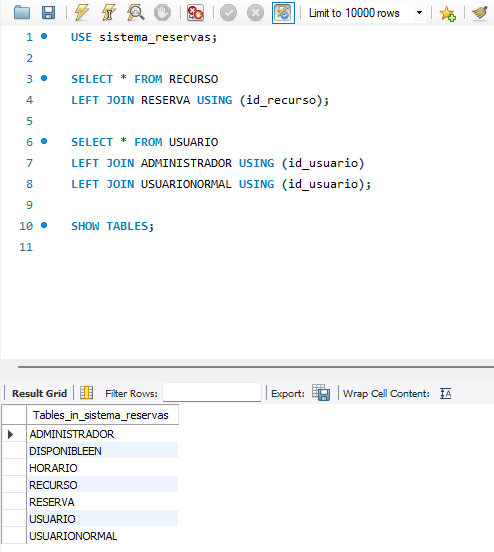 Limit to 10000 rows
1 USE sistema_reservas;
2
3 SELECT * FROM RECURSO
4 LEFT JOIN RESERVA USING (id_recurso);
5
6 SELECT * FROM USUARIO
7 LEFT JOIN ADMINISTRADOR USING (id_usuario)
8 LEFT JOIN USUARIONORMAL USING (id_usuario);
9
10 SHOW TABLES;
11
Result Grid Filter Rows: Export: Wrap Cell Content: IA
Tables_in_sistema_reservas
ADMINISTRADOR
DISPONIBLEEN
HORARIO
RECURSO
RESERVA
USUARIO
USUARIONORMAL